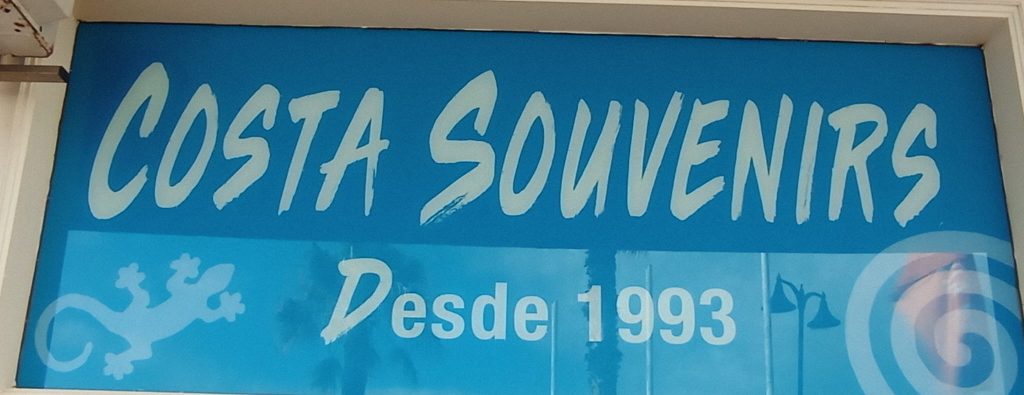 COSTA SOUVENIRS
Desde 1993